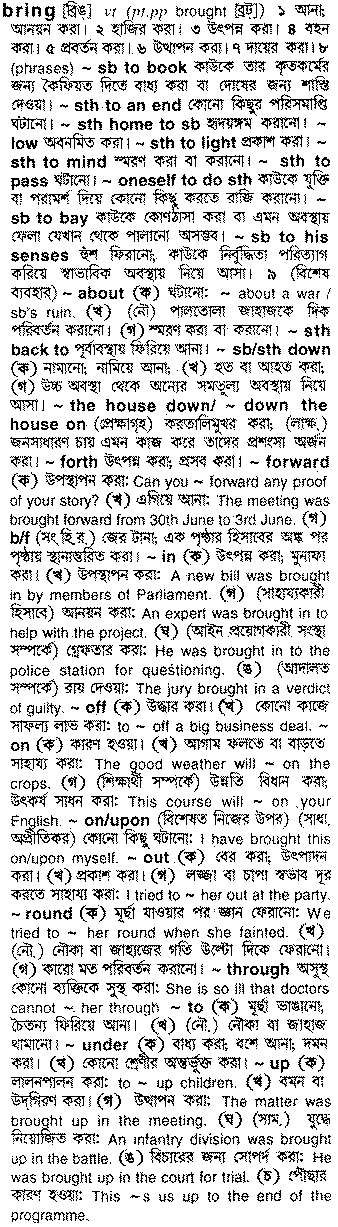 bring [ব্রিঙ] vt (pt,pp brought [ব্রট]) ১ আনা;
আনয়ন করা। ২ হাজির করা। ৩ উৎপন্ন করা। ৪ বহন
করা। ৫ প্রবর্তন করা। ৬ উত্থাপন করা। ৭ দায়ের করা। ৮
(phrases) ~ sb to book কাউকে তার কৃতকর্মের
জন্য কৈফিয়ত দিতে বাধ্য করা বা দোষের জন্য শাস্তি
দেওয়া। ~ sth to an end কোনো কিছুর পরিসমাপ্তি
ঘটানো। ~ sth home to sb হৃদয়ঙ্গম করানো। ~
low অবনমিত করা। ~ sth to light প্রকাশ করা। ~
sth to mind স্মরণ করা বা করানো। ~ sth to
pass ঘটানো। ~ oneself to do sth কাউকে যুক্তি
বা পরামর্শ দিয়ে কোনো কিছু করতে রাজি করানো। ~
sb to bay কাউকে কোণঠাসা করা বা এমন অবস্থায়
ফেলা যেখান থেকে পালানো অসম্ভব। ~ sb to his
senses হুঁশ ফিরানো; কাউকে নির্বুদ্ধিতা পরিত্যাগ
করিয়ে স্বাভাবিক অবস্থায় নিয়ে আসা। ৯ (বিশেষ
ব্যবহার) ~ about (ক) ঘটানো: ~ about a war /
sb's ruin. (খ) (নৌ) পালতোলা জাহাজকে দিক
পরিবর্তন করানো। (গ) স্মরণ করা বা করানো। ~ sth
back to পূর্বাবস্থায় ফিরিয়ে আনা। ~ sb/sth down
(ক) নামানো; নামিয়ে আনা; (খ) হত বা আহত করা;
(গ) উচ্চ অবস্থা থেকে অন্যের সমতুল্য অবস্থায় নিয়ে
আসা। ~ the house down/ ~ down the
house on (প্রেক্ষাগৃহ) করতালিমুখর করা; (লাক্ষ.)
জনসাধারণ চায় এমন কাজ করে তাদের প্রশংসা অর্জন
করা। ~ forth উৎপন্ন করা; প্রসব করা। ~ forward
(ক) উপস্থাপন করা: Can you ~ forward any proof
of your story? (খ) এগিয়ে আনা: The meeting was
brought forward from 30th June to 3rd June. (গ)
b/f (সং.হি.র.) জের টানা; এক পৃষ্ঠার হিসাবের অঙ্ক পর
পৃষ্ঠায় স্থানান্তরিত করা। ~ in (ক) উৎপন্ন করা; মুনাফা
করা। (খ) উপস্থাপন করা: A new bill was brought
in by members of Parliament. (গ) (সাহায্যকারী
হিসাবে) আনয়ন করা: An expert was brought in to
help with the project. (ঘ) (আইন প্রয়োগকারী সংস্থা
সম্পর্কে) গ্রেফতার করা: He was brought in to the
police station for questioning. (ঙ) (আদালত
সম্পর্কে) রায় দেওয়া: The jury brought in a verdict
of guilty. ~ off (ক) উদ্ধার করা। (খ) কোনো কাজে
সাফল্য লাভ করা: to ~ off a big business deal. ~
on (ক) কারণ হওয়া। (খ) আগাম ফলতে বা বাড়তে
সাহায্য করা: The good weather will ~ on the
crops. (গ) (শিক্ষার্থী সম্পর্কে) উন্নতি বিধান করা;
উৎকর্ষ সাধন করা: This course will ~ on your
English. ~ on/upon (বিশেষত নিজের উপর) (সাধা.
অপ্রীতিকর) কোনো কিছু ঘটানো: I have brought this
on/upon myself. ~ out (ক) বের করা; উৎপাদন
করা। (খ) প্রকাশ করা। (গ) লজ্জা বা চাপা স্বভাব দূর
করতে সাহায্য করা: I tried to ~ her out at the party.
~ round (ক) মূর্ছা যাওয়ার পর জ্ঞান ফেরানো: We
tried to ~ her round when she fainted. (খ)
(নৌ.) নৌকা বা জাহাজের গতি উল্টো দিকে ফেরানো।
(গ) কারো মত পরিবর্তন করানো। ~ through অসুস্থ
কোনো ব্যক্তিকে সুস্থ করা: She is so ill that doctors
cannot ~ her through ~ to (ক) মূর্ছা ভাঙানো;
চৈতন্য ফিরিয়ে আনা। (খ) (নৌ.) নৌকা বা জাহাজ
থামানো। ~ under (ক) বাধ্য করা; বশে আনা; দমন
করা। (খ) কোনো শ্রেণীর অন্তর্ভুক্ত করা। ~ up (ক)
লালনপালন করা: to ~ up children. (খ) বমন বা
উদ্গিরণ করা। (গ) উত্থাপন করা: The matter was
brought up in the meeting. (ঘ) (সাম.) যুদ্ধে
নিয়োজিত করা: An infantry division was brought
up in the battle. (ঙ) বিচারের জন্য সোপর্দ করা: He
was brought up in the court for trial. (চ) পৌছার
কারণ হওয়া: This ~s us up to the end of the
programme.